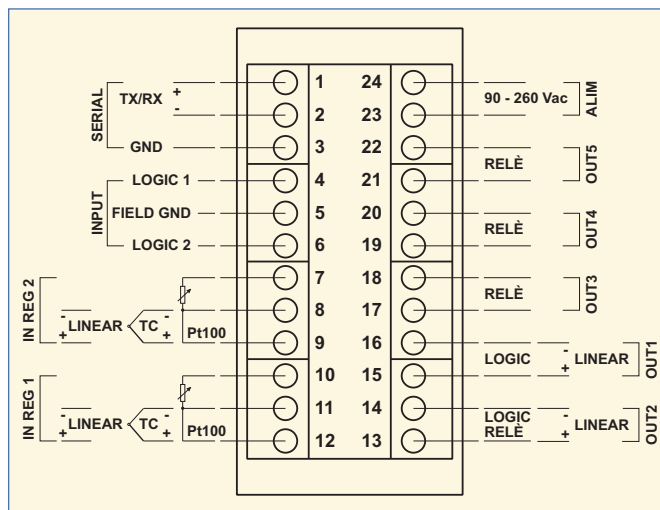 SERIAL
TX/RX + 1 24 90 - 260 Vac ALIM
- 2 23
GND 3 22 RELÈ OUT5
INPUT
LOGIC 1 4 21
FIELD GND 5 20 RELÈ OUT4
LOGIC 2 6 19
IN REG 2
7 18 RELÈ OUT3
- LINEAR + TC - + Pt100 8 17
9 16 LOGIC - LINEAR + OUT1
IN REG 1
10 15
- LINEAR + TC - + Pt100 11 14 LOGIC - LINEAR + OUT2
12 13 RELÈ